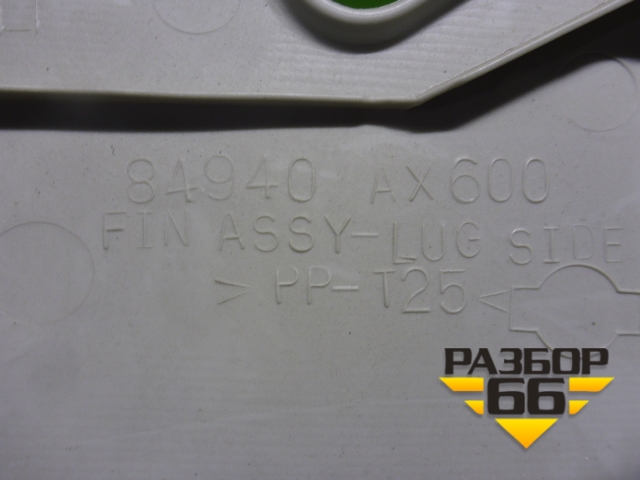 84940 AX600
FIN ASSY-LUG SIDE
> PP-T25 <
РАЗБОР
66